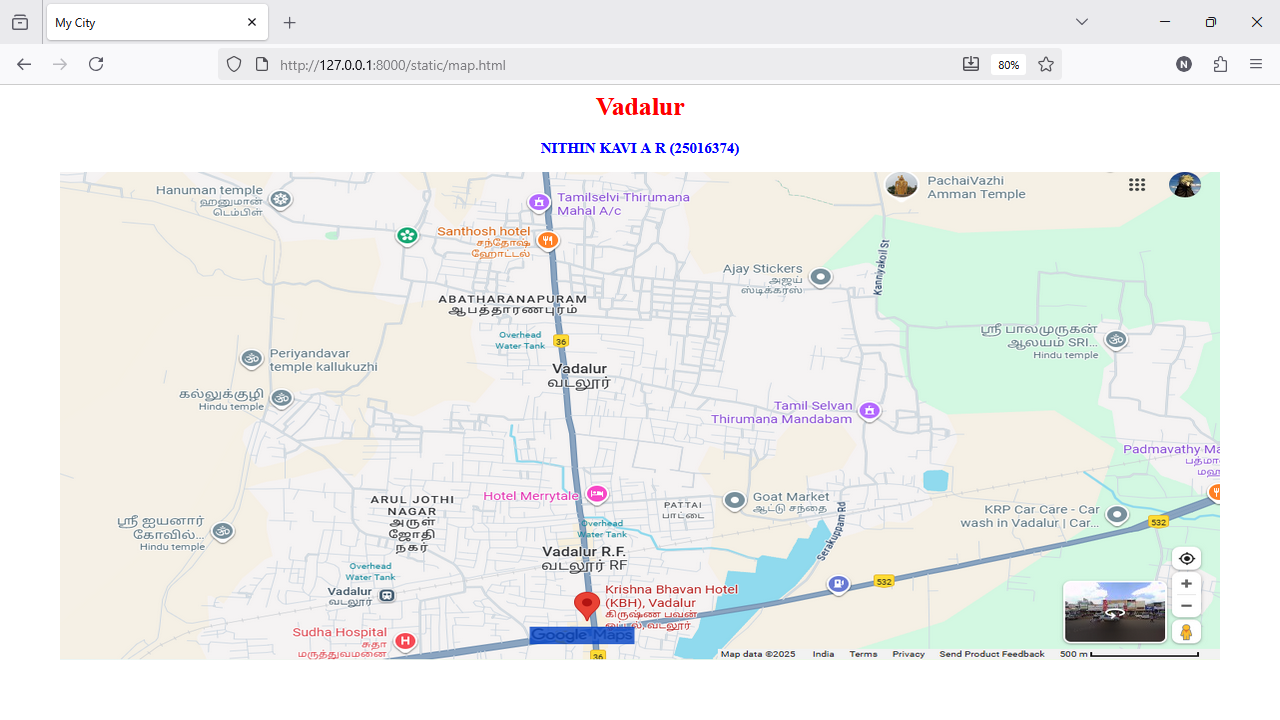 My City
http://127.0.0.1:8000/static/map.html
80%
N
Vadalur
NITHIN KAVI A R (25016374)
Hanuman temple
ஹனுமான்
டெம்பிள்
Tamilselvi Thirumana
Mahal A/c
PachaiVazhi
Amman Temple
Santhosh hotel
சந்தோஷ்
ஹோட்டல்
Kanniyakoil St
Ajay Stickers
அஜய்
ஸ்டிக்கரஸ்
ABATHARANAPURAM
ஆபத்தாரணபுரம்
Overhead
Water Tank
36
ஸ்ரீ பாலமுருகன்
ஆலயம் SRI...
Hindu temple
Periyandavar
temple kallukuzhi
Vadalur
வடலூர்
கல்லுக்குழி
Hindu temple
Tamil Selvan
Thirumana Mandabam
Padmavathy Ma
Hotel Merrytale
ARUL JOTHI
NAGAR
அருள்
ஜோதி
நகர்
PATTAI
பாட்டை
Goat Market
ஆட்டு சந்தை
Serakuppam Rd
KRP Car Care - Car
wash in Vadalur | Car...
532
ஸ்ரீ ஐயனார்
கோவில்...
Hindu temple
Overhead
Water Tank
Vadalur R.F.
வடலூர் RF
Overhead
Water Tank
Vadalur
வடலூர்
532
Krishna Bhavan Hotel
(KBH), Vadalur
கிருஷ்ண பவன்
ஓட்டல், வடலூர்
Sudha Hospital
சுதா
மருத்துவமனை
H
Google Maps
36
Map data ©2025 India Terms Privacy Send Product Feedback 500 m